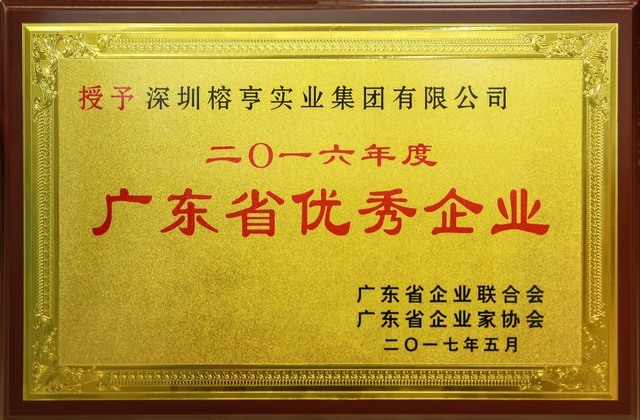 授予 深圳榕亨实业集团有限公司
二〇一六年度
广东省优秀企业
广东省企业联合会
广东省企业家协会
二〇一七年五月